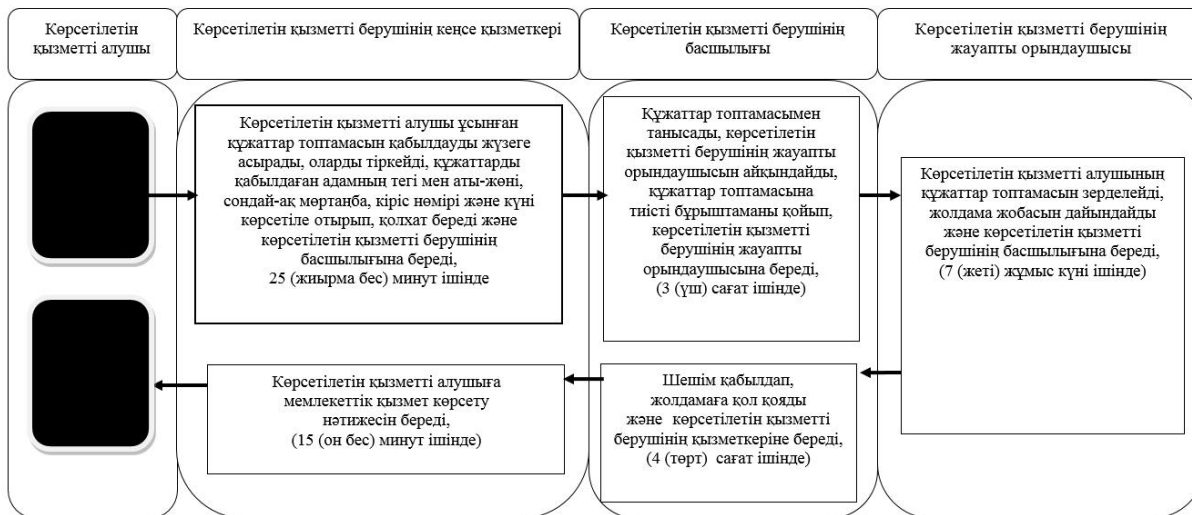 Көрсетілетін
қызметті алушы
Көрсетілетін қызметті берушінің кеңсе қызметкері
Көрсетілетін қызметті берушінің
басшылығы
Көрсетілетін қызметті берушінің
жауапты орындаушысы
Көрсетілетін қызметті алушы ұсынған
құжаттар топтамасын қабылдауды жүзеге
асырады, оларды тіркейді, құжаттарды
қабылдаған адамның тегі мен аты-жөні,
сондай-ақ мөртаңба, кіріс нөмірі және күні
көрсетіле отырып, қолхат береді және
көрсетілетін қызметті берушінің
басшылығына береді,
25 (жиырма бес) минут ішінде
Құжаттар топтамасымен
танысады, көрсетілетін
қызметті берушінің жауапты
орындаушысын айқындайды,
құжаттар топтамасына
тиісті бұрыштаманы қойып,
көрсетілетін қызметті
берушінің жауапты
орындаушысына береді,
(3 (үш) сағат ішінде)
Көрсетілетін қызметті алушының
құжаттар топтамасын зерделейді,
жолдама жобасын дайындайды
және көрсетілетін қызметті
берушінің басшылығына береді,
(7 (жеті) жұмыс күні ішінде)
Көрсетілетін қызметті алушыға
мемлекеттік қызмет көрсету
нәтижесін береді,
(15 (он бес) минут ішінде)
Шешім қабылдап,
жолдамаға қол қояды
және көрсетілетін қызметті
берушінің қызметкеріне береді,
(4 (төрт) сағат ішінде)